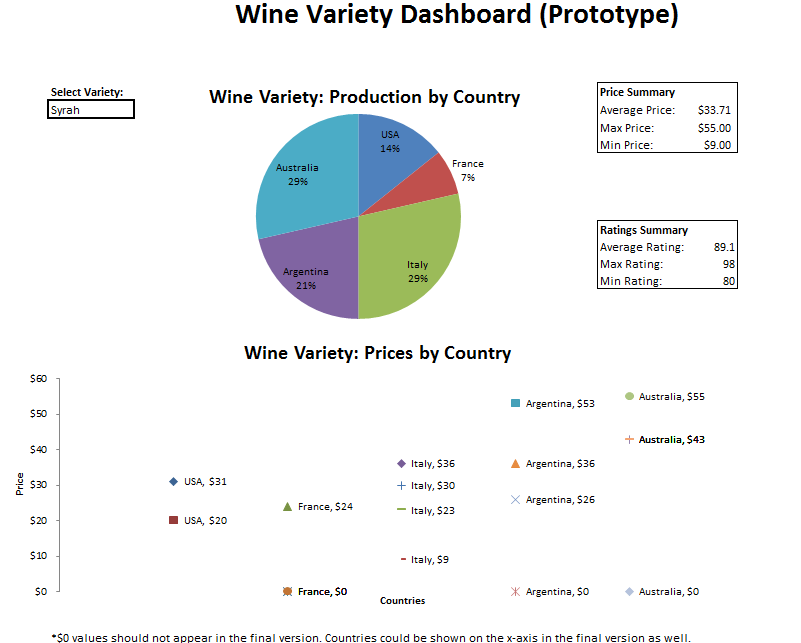 Wine Variety Dashboard (Prototype)
Select Variety:
Syrah
Wine Variety: Production by Country
USA
14%
France
7%
Italy
29%
Argentina
21%
Australia
29%
Price Summary
Average Price: $33.71
Max Price: $55.00
Min Price: $9.00
Ratings Summary
Average Rating: 89.1
Max Rating: 98
Min Rating: 80
Wine Variety: Prices by Country
Price
$60
$50
$40
$30
$20
$10
$0
USA, $31
USA, $20
France, $24
France, $0
Italy, $36
Italy, $30
Italy, $23
Italy, $9
Argentina, $53
Argentina, $36
Argentina, $26
Argentina, $0
Australia, $55
Australia, $43
Australia, $0
Countries
*$0 values should not appear in the final version. Countries could be shown on the x-axis in the final version as well.